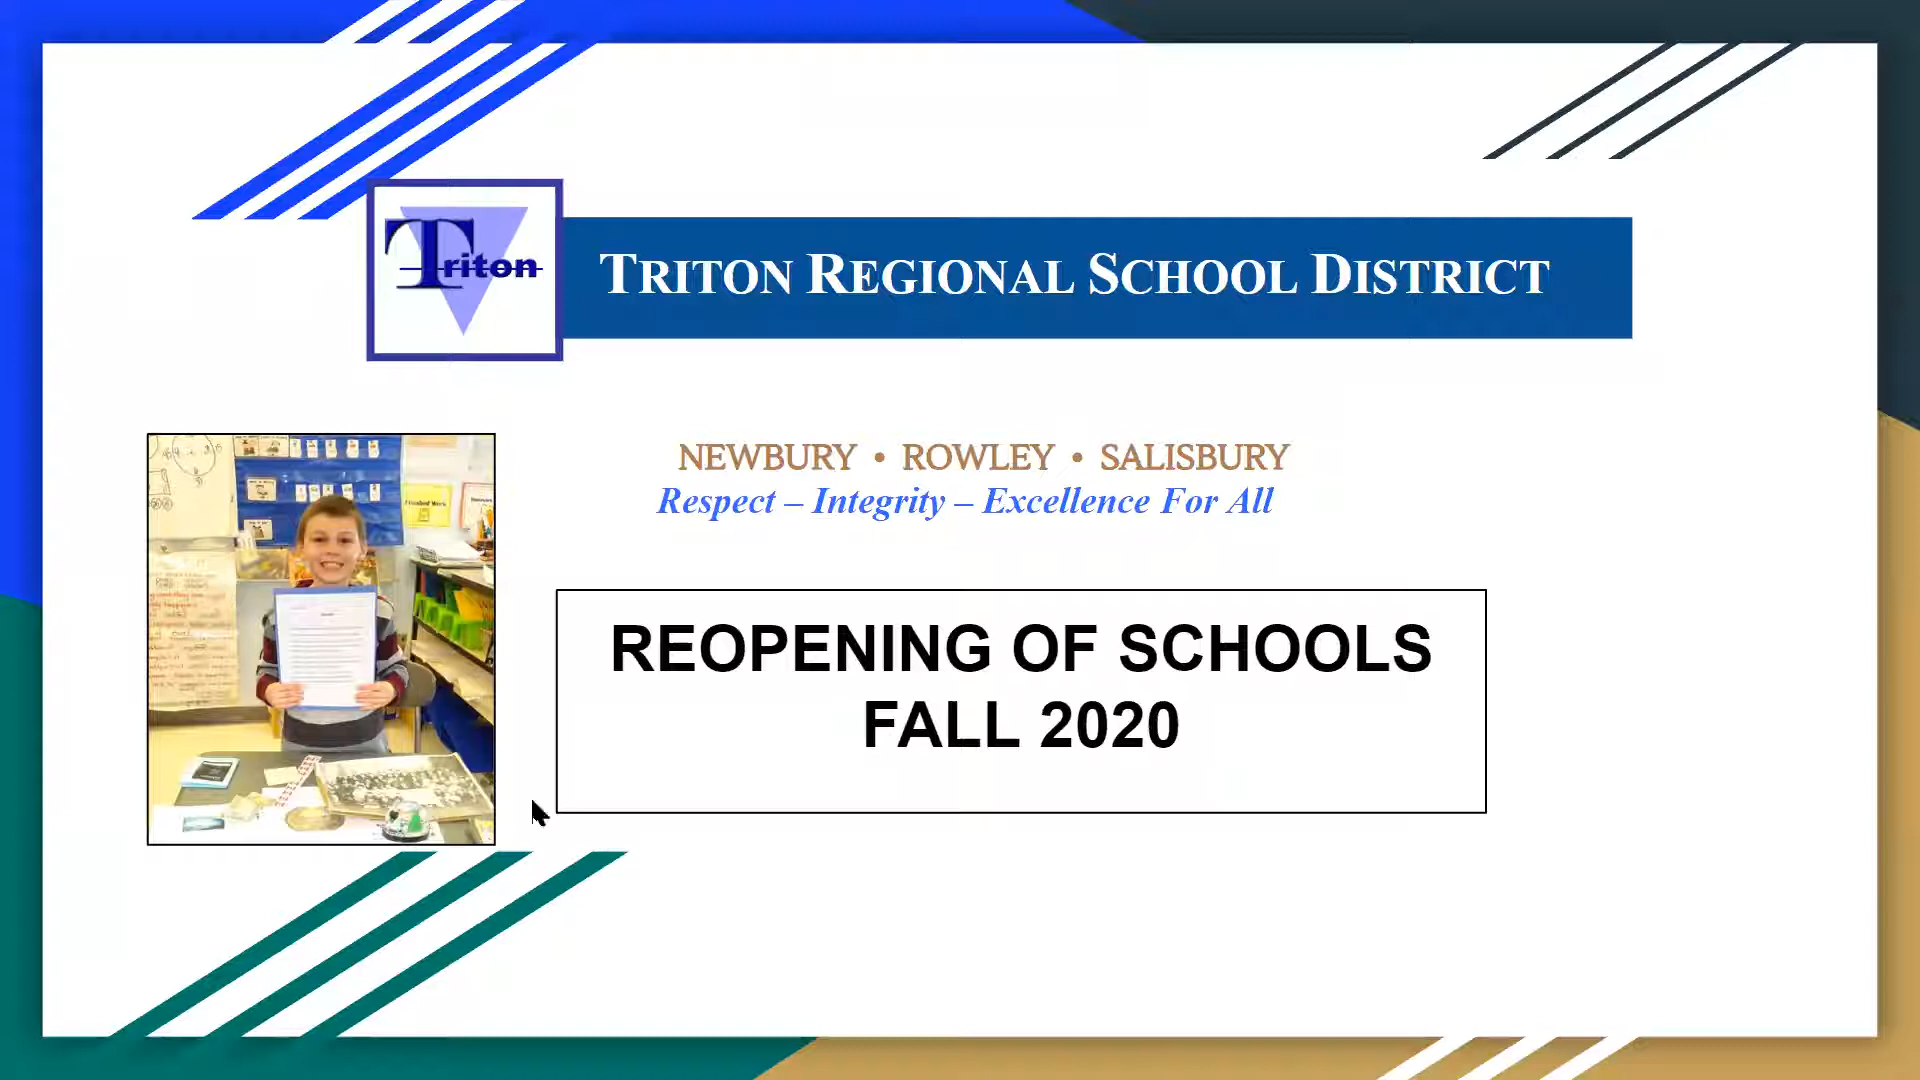 Triton
TRITON REGIONAL SCHOOL DISTRICT
NEWBURY • ROWLEY • SALISBURY
Respect – Integrity – Excellence For All
REOPENING OF SCHOOLS
FALL 2020